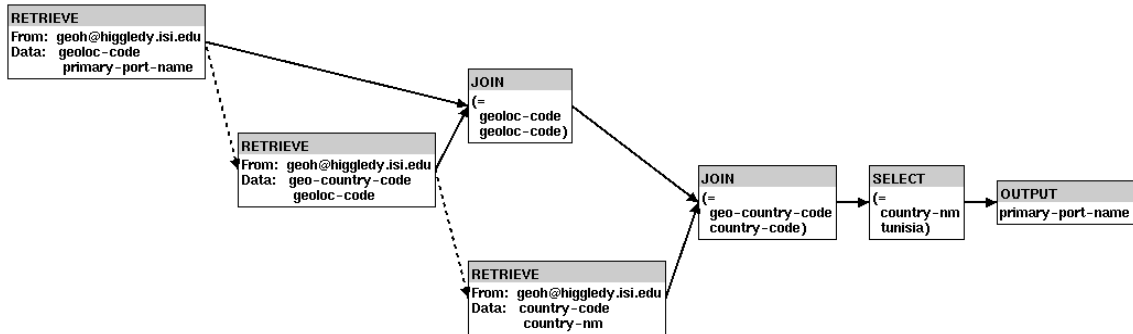 RETRIEVE
From: geoh@higgledy.isi.edu
Data: geoloc-code
primary-port-name
RETRIEVE
From: geoh@higgledy.isi.edu
Data: geo-country-code
geoloc-code
JOIN
(=
geoloc-code
geoloc-code)
RETRIEVE
From: geoh@higgledy.isi.edu
Data: country-code
country-nm
JOIN
(=
geo-country-code
country-code)
SELECT
(=
country-nm
tunisia)
OUTPUT
primary-port-name